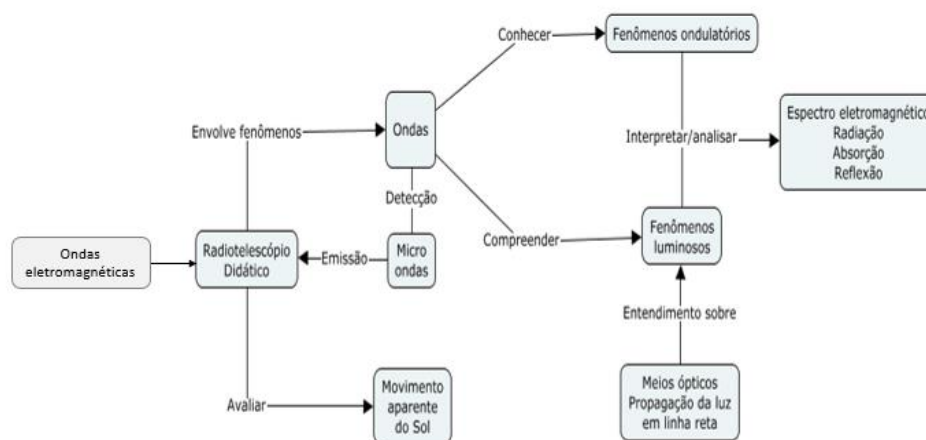 Conhecer
Fenômenos ondulatórios
Envolve fenômenos
Ondas
Interpretar/analisar
Espectro eletromagnético
Radiação
Absorção
Reflexão
Detecção
Compreender
Fenômenos
luminosos
Ondas
eletromagnéticas
Radiotelescópio
Didático
Emissão
Micro
ondas
Entendimento sobre
Avaliar
Movimento
aparente
do Sol
Meios ópticos
Propagação da luz
em linha reta